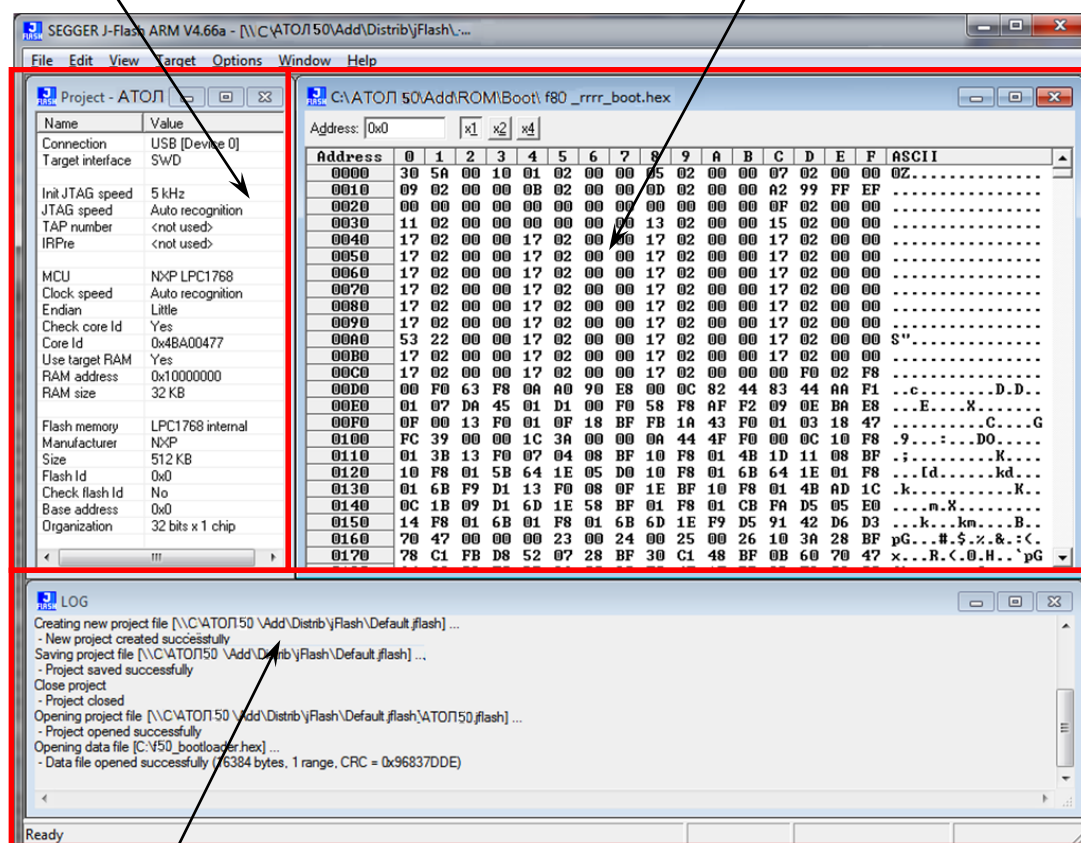 SEGGER J-Flash ARM V4.66a - [\\C\АТОЛ 50\Add\Distrib\jFlash\...
File Edit View Target Options Window Help
Project - АТОЛ
Name Value
Connection USB [Device 0]
Target interface SWD
Init JTAG speed 5 kHz
JTAG speed Auto recognition
TAP number <not used>
IRPre <not used>
MCU NXP LPC1768
Clock speed Auto recognition
Endian Little
Check core Id Yes
Core Id 0x4BA00477
Use target RAM Yes
RAM address 0x10000000
RAM size 32 KB
Flash memory LPC1768 internal
Manufacturer NXP
Size 512 KB
Flash Id 0x0
Check flash Id No
Base address 0x0
Organization 32 bits x 1 chip
C:\АТОЛ 50\Add\ROM\Boot\ f80 _rrrr_boot.hex
Address: 0x0 x1 x2 x4
Address 0 1 2 3 4 5 6 7 8 9 A B C D E F ASCII
0000 30 5A 00 10 01 02 00 00 05 02 00 00 07 02 00 00 0Z..............
0010 09 02 00 00 0B 02 00 00 0D 02 00 00 A2 99 FF EF ................
0020 00 00 00 00 00 00 00 00 00 00 00 00 0F 02 00 00 ................
0030 11 02 00 00 00 00 00 00 13 02 00 00 15 02 00 00 ................
0040 17 02 00 00 17 02 00 00 17 02 00 00 17 02 00 00 ................
0050 17 02 00 00 17 02 00 00 17 02 00 00 17 02 00 00 ................
0060 17 02 00 00 17 02 00 00 17 02 00 00 17 02 00 00 ................
0070 17 02 00 00 17 02 00 00 17 02 00 00 17 02 00 00 ................
0080 17 02 00 00 17 02 00 00 17 02 00 00 17 02 00 00 ................
0090 17 02 00 00 17 02 00 00 17 02 00 00 17 02 00 00 ................
00A0 53 22 00 00 17 02 00 00 17 02 00 00 17 02 00 00 S"..............
00B0 17 02 00 00 17 02 00 00 17 02 00 00 17 02 00 00 ................
00C0 17 02 00 00 17 02 00 00 17 02 00 00 00 F0 02 F8 ................
00D0 00 F0 63 F8 0A A0 90 E8 00 0C 82 44 83 44 AA F1 ..c........D.D..
00E0 01 07 DA 45 01 D1 00 F0 58 F8 AF F2 09 0E BA E8 ...E....X.......
00F0 0F 00 13 F0 01 0F 18 BF FB 1A 43 F0 01 03 18 47 ..........C....G
0100 FC 39 00 00 1C 3A 00 00 0A 44 4F F0 00 0C 10 F8 .9...:...DO.....
0110 01 3B 13 F0 07 04 08 BF 10 F8 01 4B 1D 11 08 BF .;.........K....
0120 10 F8 01 5B 64 1E 05 D0 10 F8 01 6B 64 1E 01 F8 ...[d......kd...
0130 01 6B F9 D1 13 F0 08 0F 1E BF 10 F8 01 4B AD 1C .k...........K..
0140 0C 1B 09 D1 6D 1E 58 BF 01 F8 01 CB FA D5 05 E0 ....m.X.........
0150 14 F8 01 6B 01 F8 01 6B 6D 1E F9 D5 91 42 D6 D3 ...k...km....B..
0160 70 47 00 00 00 23 00 24 00 25 00 26 10 3A 28 BF pG...#.$.%.&.:(.
0170 78 C1 FB D8 52 07 28 BF 30 C1 48 BF 0B 60 70 47 x...R.(.0.H..`pG
LOG
Creating new project file [\\C\АТОЛ50 \Add\Distrib\jFlash\Default.jflash] ...
- New project created successfully
Saving project file [\\C\АТОЛ50 \Add\Distrib\jFlash\Default.jflash] ...
- Project saved successfully
Close project
- Project closed
Opening project file [\\C\АТОЛ 50 \Add\Distrib\jFlash\Default.jflash\АТОЛ50.jflash] ...
- Project opened successfully
Opening data file [C:\f50_bootloader.hex] ...
- Data file opened successfully (16384 bytes, 1 range, CRC = 0x96837DDE)
Ready